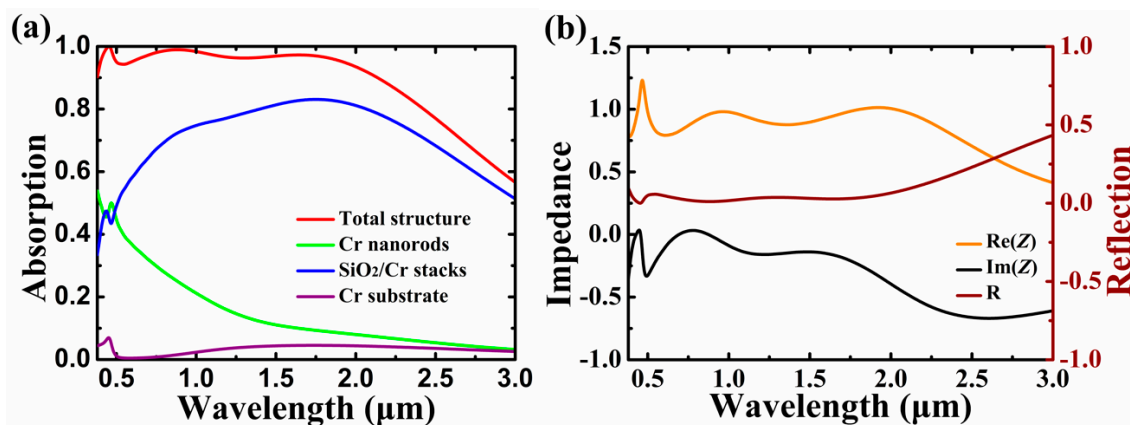 (a)
1.0
0.8
0.6
0.4
0.2
0.0
Absorption
Total structure
Cr nanorods
SiO₂/Cr stacks
Cr substrate
0.5 1.0 1.5 2.0 2.5 3.0
Wavelength (μm)
(b)
1.5
1.0
0.5
0.0
-0.5
-1.0
Impedance
Re(Z)
Im(Z)
R
1.0
0.5
0.0
-0.5
-1.0
Reflection
0.5 1.0 1.5 2.0 2.5 3.0
Wavelength (μm)